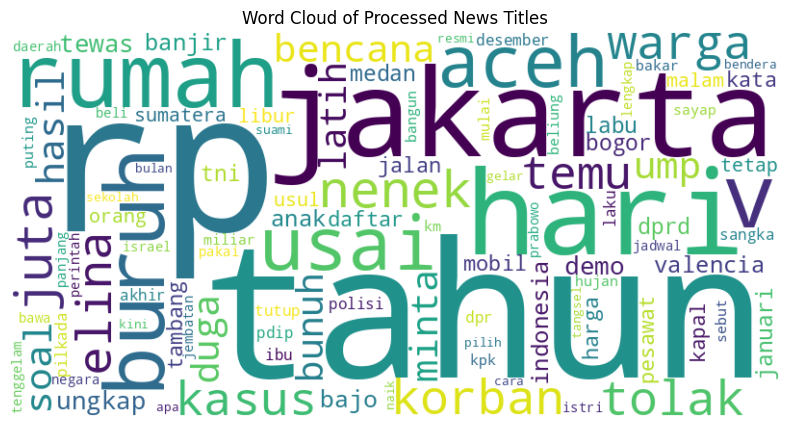 Word Cloud of Processed News Titles
daerah
tewas
banjir
bencana
resmi
desember
warga
rumah
rp
jakarta
aceh
medan
bakar
bendera
malam
kata
lengkap
hasil
beli
sumatera
libur
suami
latih
bangun
mulai
beliung
labu
sayap
bogor
puting
buruh
bulan
tni
jalan
temu
ump
tetap
sekolah
usul
nenek
gelar
hari
v
juta
orang
anak
daftar
km
prabowo
laku
dprd
sangka
elina
panjang
perintah
israel
miliar
pakai
usai
jadwal
mobil
demo
valencia
akhir
tahun
soal
bawa
pilkada
kini
tambang
jembatan
duga
tutup
pdip
ibu
bunuh
polisi
minta
dpr
pilih
kpk
indonesia
tangsel
hujan
harga
pesawat
kapal
sebut
januari
tenggelam
negara
ungkap
apa
kasus
bajo
naik
korban
cara
istri
tolak